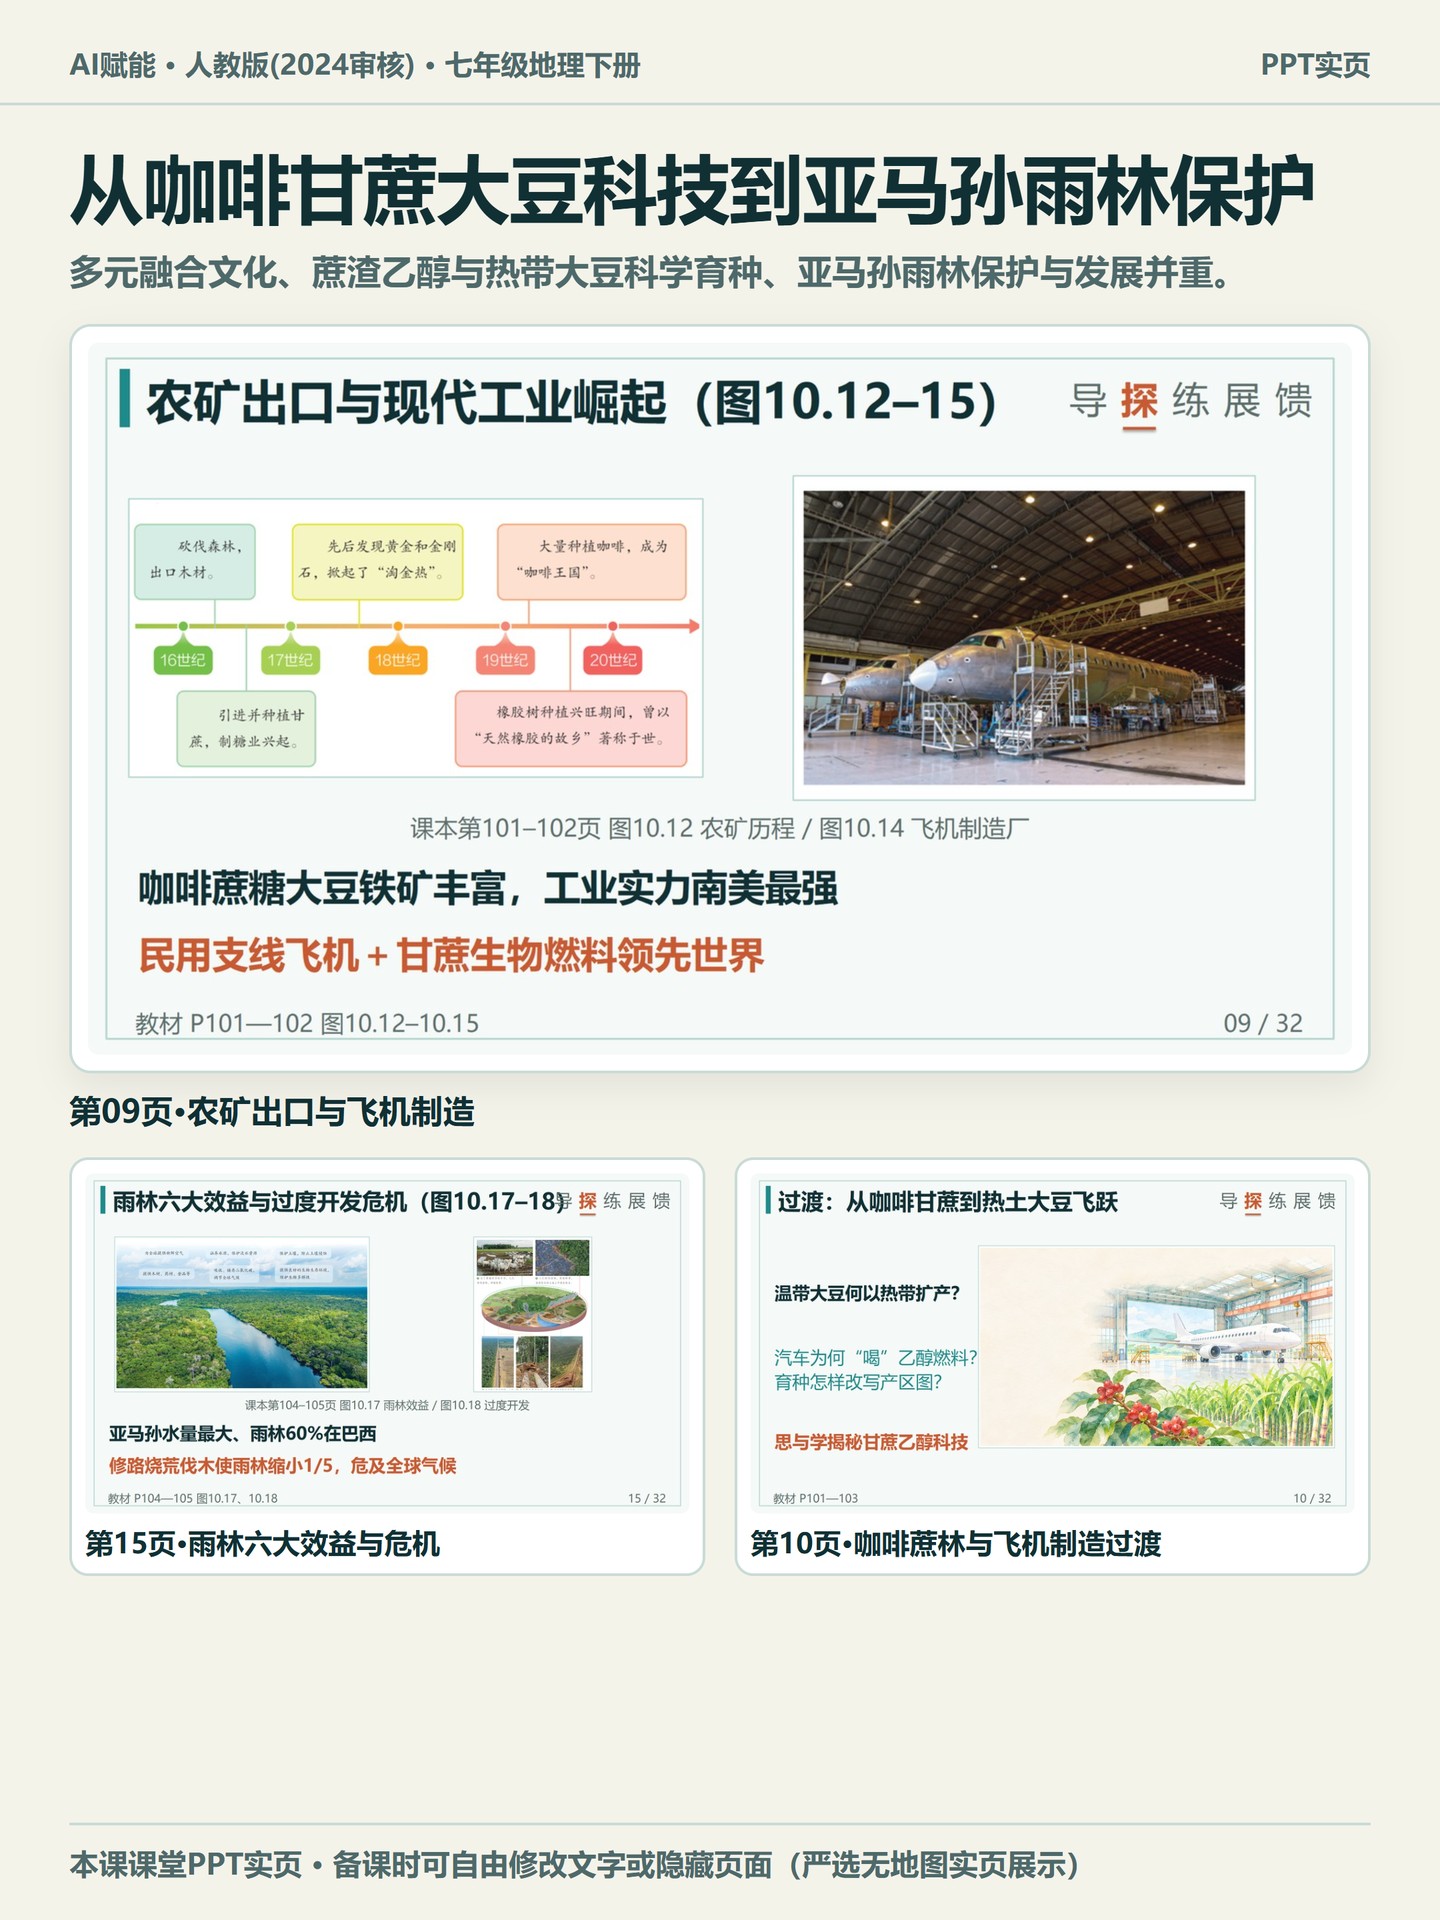 AI赋能·人教版(2024审核)·七年级地理下册
PPT实页
从咖啡甘蔗大豆科技到亚马孙雨林保护
多元融合文化、蔗渣乙醇与热带大豆科学育种、亚马孙雨林保护与发展并重。
农矿出口与现代工业崛起（图10.12–15）
导 探 练 展 馈
砍伐森林，
出口木材。
先后发现黄金和金刚
石，掀起了“淘金热”。
大量种植咖啡，成为
“咖啡王国”。
16世纪
17世纪
18世纪
19世纪
20世纪
引进并种植甘
蔗，制糖业兴起。
橡胶树种植兴旺期间，曾以
“天然橡胶的故乡”著称于世。
课本第101–102页 图10.12 农矿历程 / 图10.14 飞机制造厂
咖啡蔗糖大豆铁矿丰富，工业实力南美最强
民用支线飞机＋甘蔗生物燃料领先世界
教材 P101—102 图10.12–10.15
09 / 32
第09页·农矿出口与飞机制造
雨林六大效益与过度开发危机（图10.17–18）
导 探 练 展 馈
课本第104–105页 图10.17 雨林效益 / 图10.18 过度开发
亚马孙水量最大、雨林60%在巴西
修路烧荒伐木使雨林缩小1/5，危及全球气候
教材 P104—105 图10.17、10.18
15 / 32
第15页·雨林六大效益与危机
过渡：从咖啡甘蔗到热土大豆飞跃
导 探 练 展 馈
温带大豆何以热带扩产？
汽车为何“喝”乙醇燃料？
育种怎样改写产区图？
思与学揭秘甘蔗乙醇科技
教材 P101—103
10 / 32
第10页·咖啡蔗林与飞机制造过渡
本课课堂PPT实页·备课时可自由修改文字或隐藏页面（严选无地图实页展示）